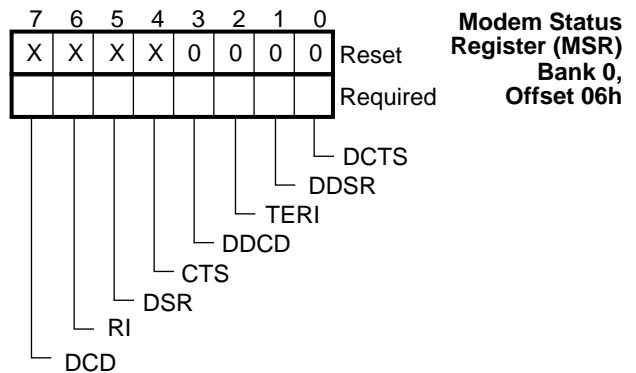 7 6 5 4 3 2 1 0
Modem Status
Register (MSR)
Bank 0,
Offset 06h
X X X X 0 0 0 0 Reset
Required
DCTS
DDSR
TERI
DDCD
CTS
DSR
RI
DCD